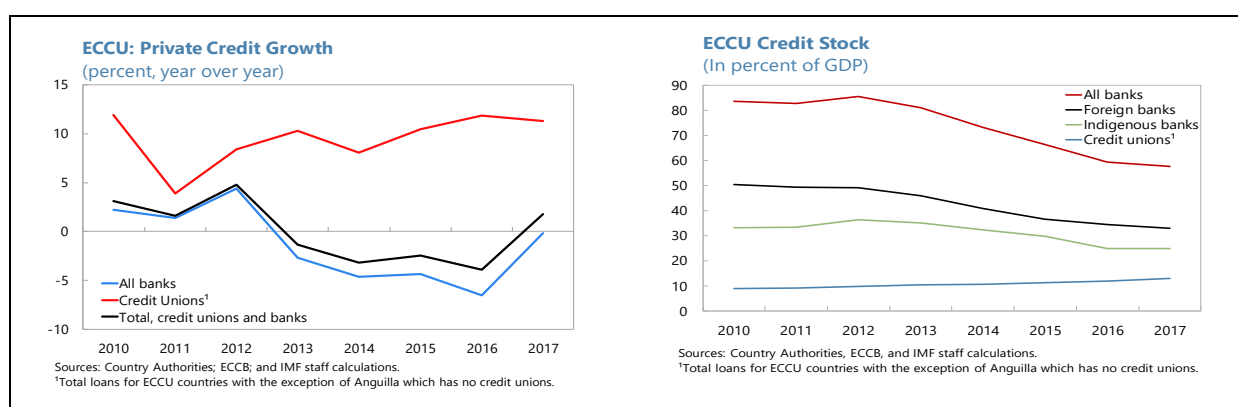 ECCU: Private Credit Growth
(percent, year over year)
15
10
5
0
-5
-10
All banks
Credit Unions¹
Total, credit unions and banks
2010 2011 2012 2013 2014 2015 2016 2017
Sources: Country Authorities; ECCB; and IMF staff calculations.
¹Total loans for ECCU countries with the exception of Anguilla which has no credit unions.
ECCU Credit Stock
(In percent of GDP)
90
80
70
60
50
40
30
20
10
0
All banks
Foreign banks
Indigenous banks
Credit unions¹
2010 2011 2012 2013 2014 2015 2016 2017
Sources: Country Authorities, ECCB, and IMF staff calculations.
¹Total loans for ECCU countries with the exception of Anguilla which has no credit unions.